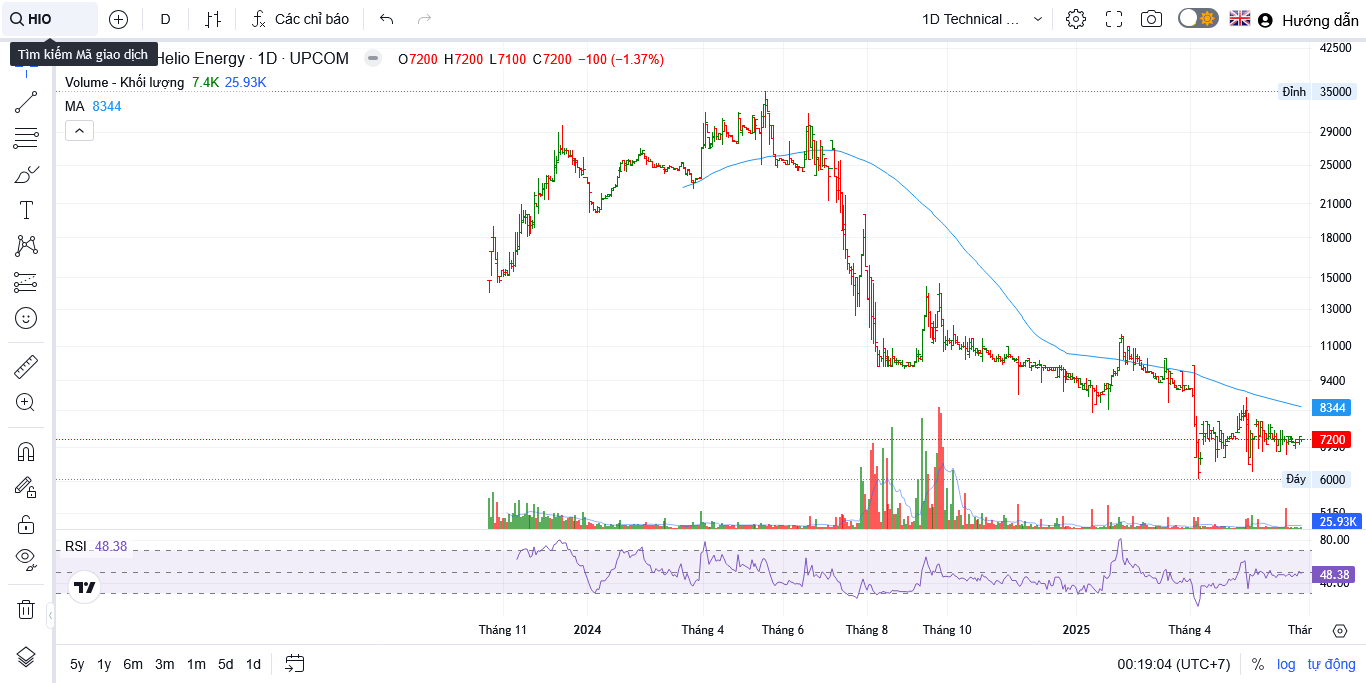 HIO
D
Các chỉ báo
1D Technical ...
Hướng dẫn
Tìm kiếm Mã giao dịch
Helio Energy · 1D · UPCOM
O7200 H7200 L7100 C7200 −100 (−1.37%)
Volume - Khối lượng 7.4K 25.93K
MA 8344
42500
Đỉnh 35000
29000
25000
21000
18000
15000
13000
11000
9400
8344
7200
Đáy 6000
5150
25.93K
RSI 48.38
80.00
48.38
40.00
Tháng 11
2024
Tháng 4
Tháng 6
Tháng 8
Tháng 10
2025
Tháng 4
Thár
5y 1y 6m 3m 1m 5d 1d
00:19:04 (UTC+7)
% log tự động